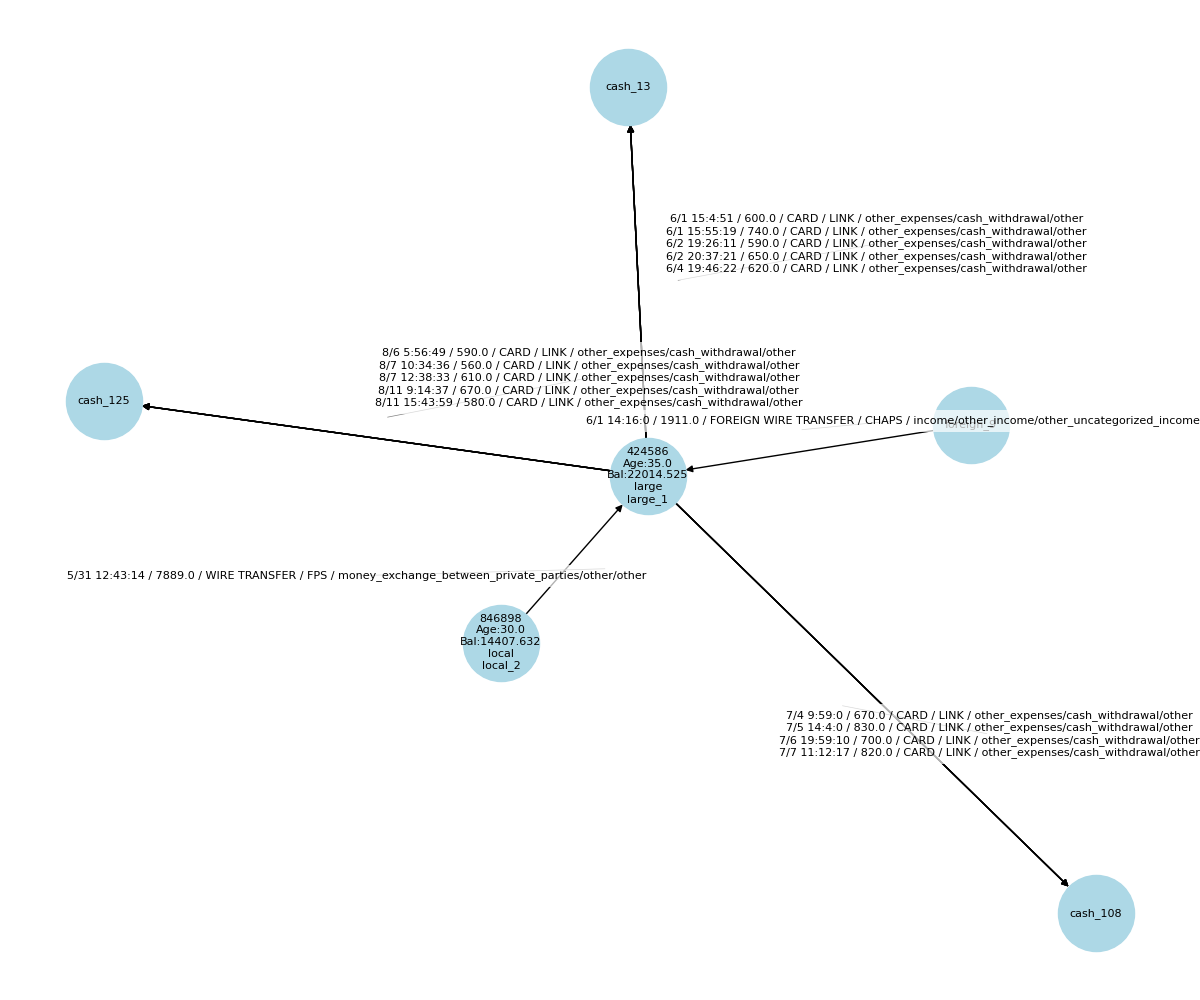 cash_13
6/1 15:4:51 / 600.0 / CARD / LINK / other_expenses/cash_withdrawal/other
6/1 15:55:19 / 740.0 / CARD / LINK / other_expenses/cash_withdrawal/other
6/2 19:26:11 / 590.0 / CARD / LINK / other_expenses/cash_withdrawal/other
6/2 20:37:21 / 650.0 / CARD / LINK / other_expenses/cash_withdrawal/other
6/4 19:46:22 / 620.0 / CARD / LINK / other_expenses/cash_withdrawal/other
8/6 5:56:49 / 590.0 / CARD / LINK / other_expenses/cash_withdrawal/other
8/7 10:34:36 / 560.0 / CARD / LINK / other_expenses/cash_withdrawal/other
8/7 12:38:33 / 610.0 / CARD / LINK / other_expenses/cash_withdrawal/other
8/11 9:14:37 / 670.0 / CARD / LINK / other_expenses/cash_withdrawal/other
8/11 15:43:59 / 580.0 / CARD / LINK / other_expenses/cash_withdrawal/other
cash_125
6/1 14:16:0 / 1911.0 / FOREIGN WIRE TRANSFER / CHAPS / income/other_income/other_uncategorized_income
424586
Age:35.0
Bal:22014.525
large
large_1
5/31 12:43:14 / 7889.0 / WIRE TRANSFER / FPS / money_exchange_between_private_parties/other/other
846898
Age:30.0
Bal:14407.632
local
local_2
7/4 9:59:0 / 670.0 / CARD / LINK / other_expenses/cash_withdrawal/other
7/5 14:4:0 / 830.0 / CARD / LINK / other_expenses/cash_withdrawal/other
7/6 19:59:10 / 700.0 / CARD / LINK / other_expenses/cash_withdrawal/other
7/7 11:12:17 / 820.0 / CARD / LINK / other_expenses/cash_withdrawal/other
cash_108